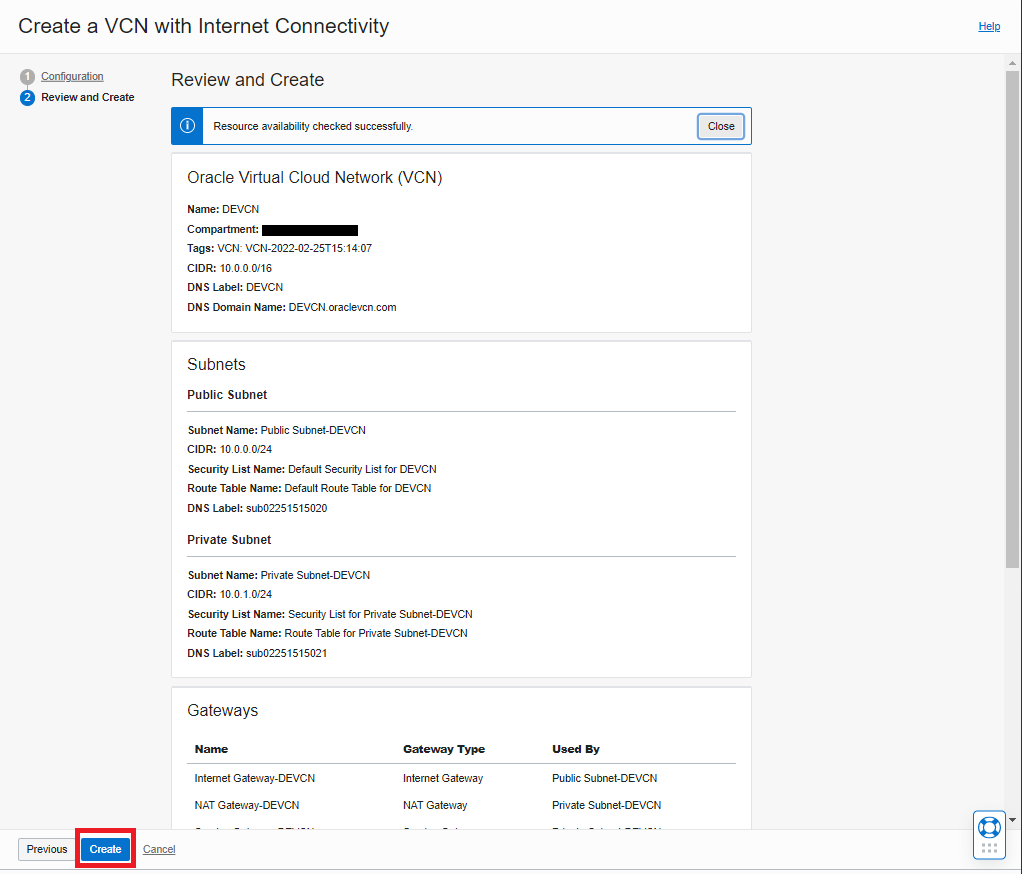 Create a VCN with Internet Connectivity
Help
1 Configuration
2 Review and Create
Review and Create
Resource availability checked successfully.
Close
Oracle Virtual Cloud Network (VCN)
Name: DEVCN
Compartment:
Tags: VCN: VCN-2022-02-25T15:14:07
CIDR: 10.0.0.0/16
DNS Label: DEVCN
DNS Domain Name: DEVCN.oraclevcn.com
Subnets
Public Subnet
Subnet Name: Public Subnet-DEVCN
CIDR: 10.0.0.0/24
Security List Name: Default Security List for DEVCN
Route Table Name: Default Route Table for DEVCN
DNS Label: sub02251515020
Private Subnet
Subnet Name: Private Subnet-DEVCN
CIDR: 10.0.1.0/24
Security List Name: Security List for Private Subnet-DEVCN
Route Table Name: Route Table for Private Subnet-DEVCN
DNS Label: sub02251515021
Gateways
Name Gateway Type Used By
Internet Gateway-DEVCN Internet Gateway Public Subnet-DEVCN
NAT Gateway-DEVCN NAT Gateway Private Subnet-DEVCN
Previous Create Cancel